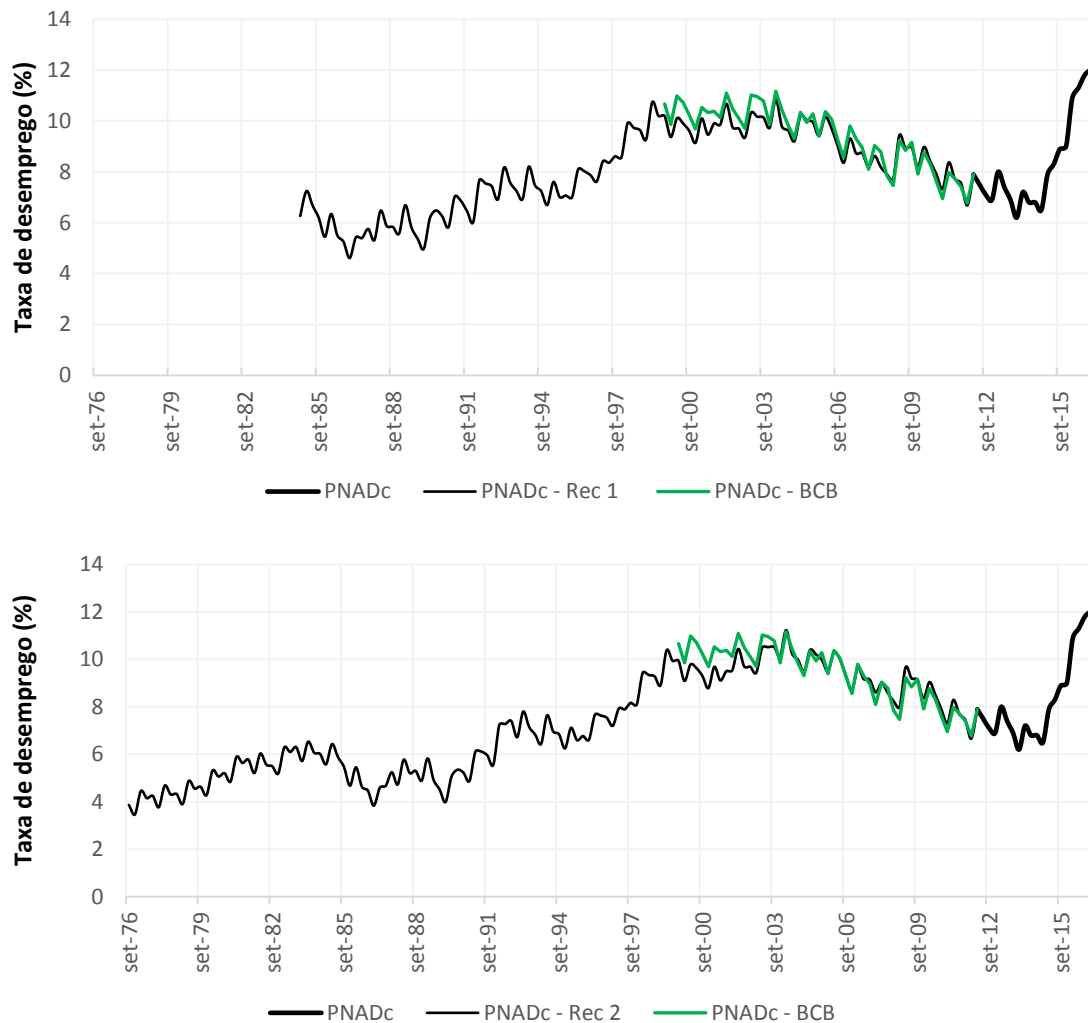 14
12
10
8
6
4
2
0
Taxa de desemprego (%)
set-76
set-79
set-82
set-85
set-88
set-91
set-94
set-97
set-00
set-03
set-06
set-09
set-12
set-15
PNADc PNADc - Rec 1 PNADc - BCB
14
12
10
8
6
4
2
0
Taxa de desemprego (%)
set-76
set-79
set-82
set-85
set-88
set-91
set-94
set-97
set-00
set-03
set-06
set-09
set-12
set-15
PNADc PNADc - Rec 2 PNADc - BCB